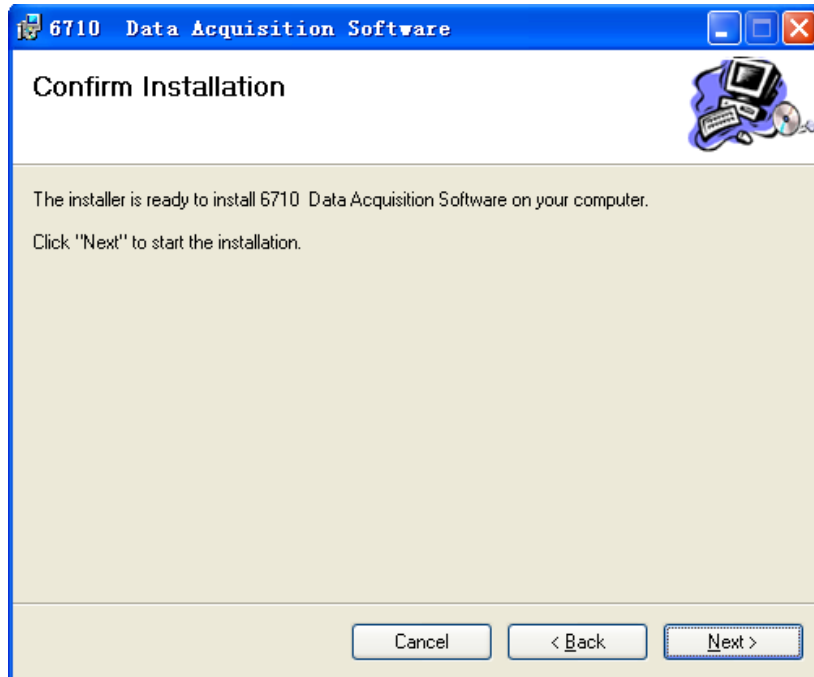 6710  Data Acquisition Software
Confirm Installation
The installer is ready to install 6710  Data Acquisition Software on your computer.
Click "Next" to start the installation.
Cancel
< Back
Next >